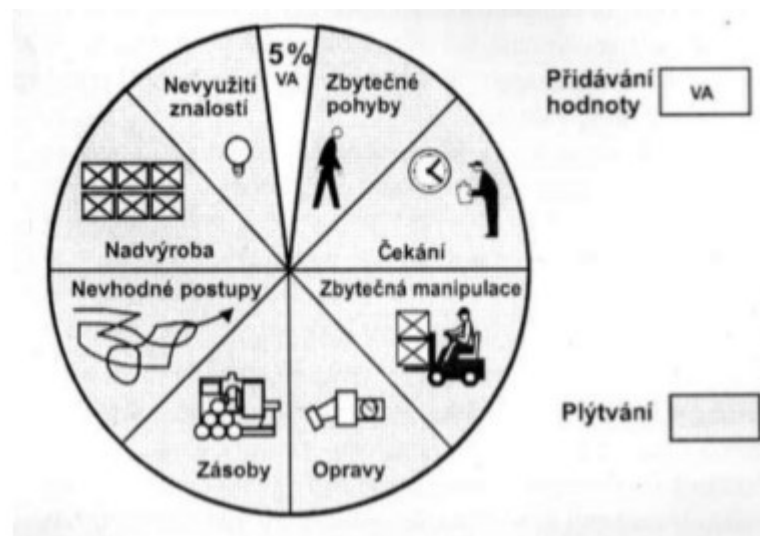 5%
VA
Nevyužití
znalostí
Zbytečné
pohyby
Přidávání
hodnoty
VA
Nadvýroba
Čekání
Nevhodné postupy
Zbytečná manipulace
Plýtvání
Zásoby
Opravy